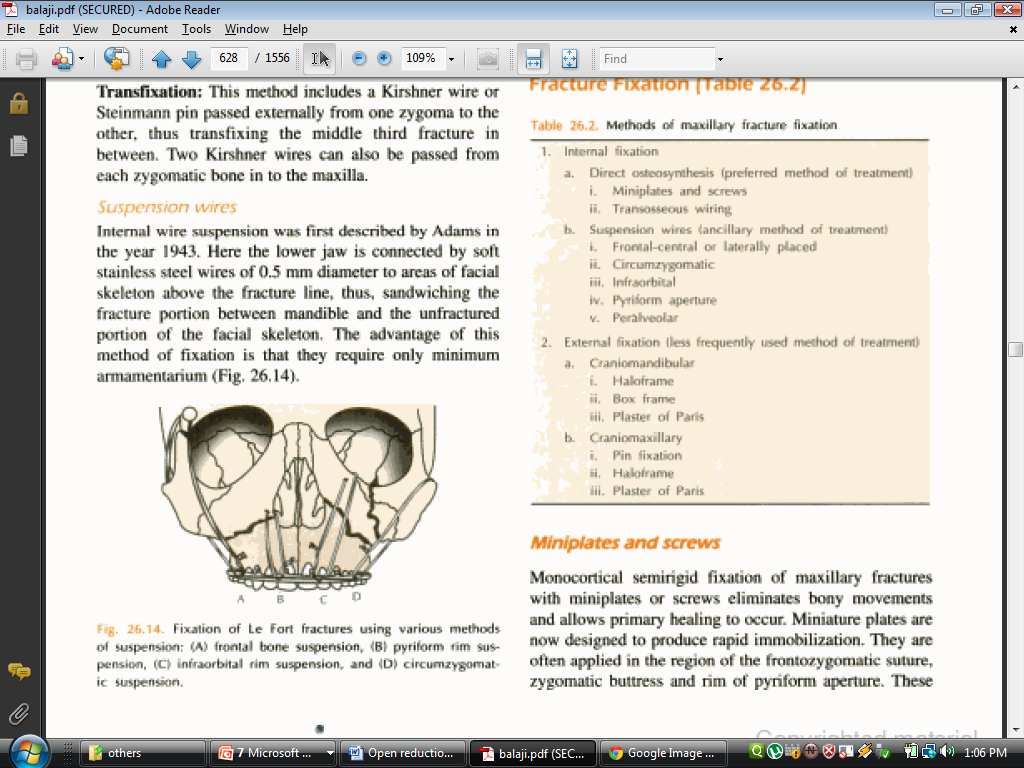 balaji.pdf (SECURED) - Adobe Reader
File Edit View Document Tools Window Help
628 / 1556 109% Find
Transfixation: This method includes a Kirshner wire or
Steinmann pin passed externally from one zygoma to the
other, thus transfixing the middle third fracture in
between. Two Kirshner wires can also be passed from
each zygomatic bone in to the maxilla.
Suspension wires
Internal wire suspension was first described by Adams in
the year 1943. Here the lower jaw is connected by soft
stainless steel wires of 0.5 mm diameter to areas of facial
skeleton above the fracture line, thus, sandwiching the
fracture portion between mandible and the unfractured
portion of the facial skeleton. The advantage of this
method of fixation is that they require only minimum
armamentarium (Fig. 26.14).
A B C D
Fig. 26.14. Fixation of Le Fort fractures using various methods
of suspension: (A) frontal bone suspension, (B) pyriform rim sus-
pension, (C) infraorbital rim suspension, and (D) circumzygomat-
ic suspension.
Fracture Fixation (Table 26.2)
Table 26.2. Methods of maxillary fracture fixation
1. Internal fixation
a. Direct osteosynthesis (preferred method of treatment)
i. Miniplates and screws
ii. Transosseous wiring
b. Suspension wires (ancillary method of treatment)
i. Frontal-central or laterally placed
ii. Circumzygomatic
iii. Infraorbital
iv. Pyriform aperture
v. Peralveolar
2. External fixation (less frequently used method of treatment)
a. Craniomandibular
i. Haloframe
ii. Box frame
iii. Plaster of Paris
b. Craniomaxillary
i. Pin fixation
ii. Haloframe
iii. Plaster of Paris
Miniplates and screws
Monocortical semirigid fixation of maxillary fractures
with miniplates or screws eliminates bony movements
and allows primary healing to occur. Miniature plates are
now designed to produce rapid immobilization. They are
often applied in the region of the frontozygomatic suture,
zygomatic buttress and rim of pyriform aperture. These
Copyrighted material
others 7 Microsoft ... Open reductio... balaji.pdf (SEC... Google Image ... 1:06 PM